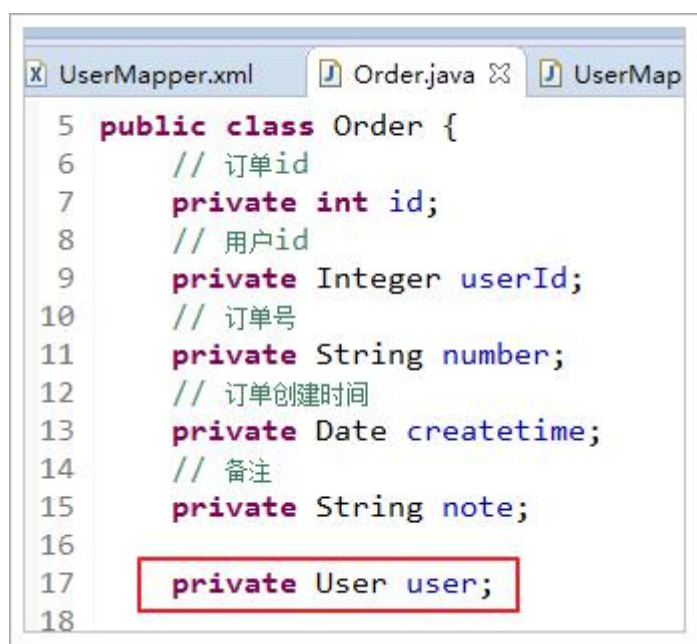 UserMapper.xml Order.java UserMap
5 public class Order {
6 // 订单id
7 private int id;
8 // 用户id
9 private Integer userId;
10 // 订单号
11 private String number;
12 // 订单创建时间
13 private Date createtime;
14 // 备注
15 private String note;
16
17 private User user;
18